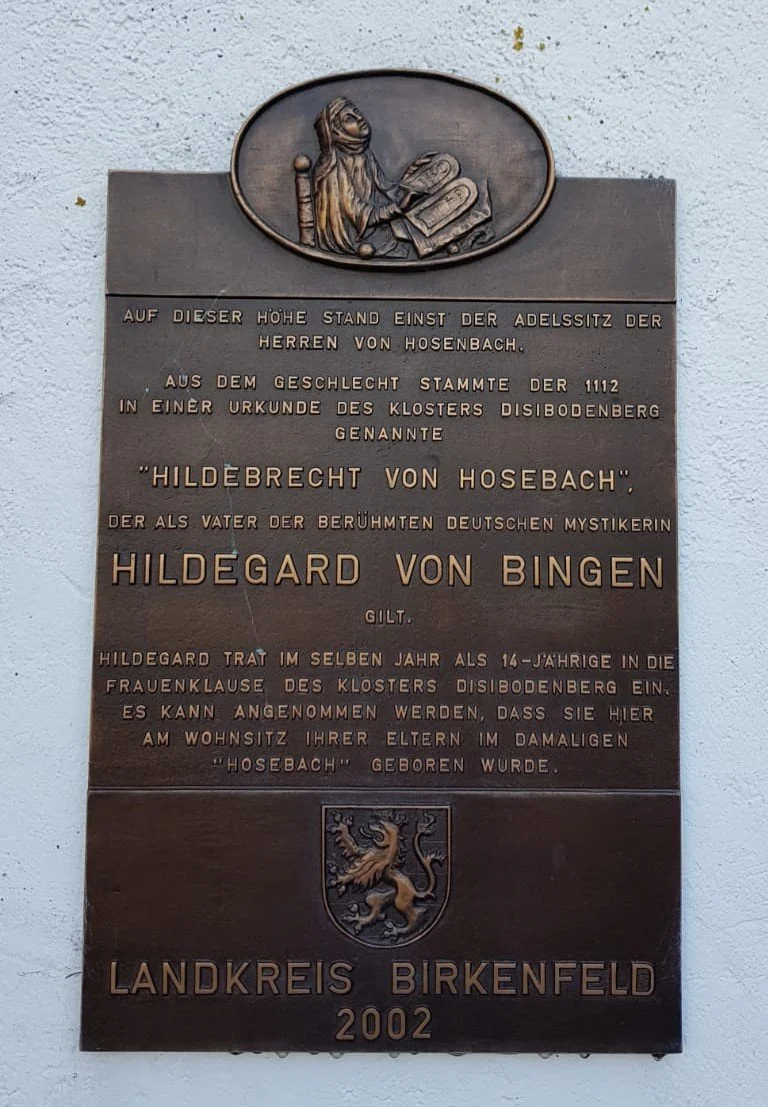 AUF DIESER HÖHE STAND EINST DER ADELSSITZ DER
HERREN VON HOSENBACH.
AUS DEM GESCHLECHT STAMMTE DER 1112
IN EINER URKUNDE DES KLOSTERS DISIBODENBERG
GENANNTE
"HILDEBRECHT VON HOSEBACH",
DER ALS VATER DER BERÜHMTEN DEUTSCHEN MYSTIKERIN
HILDEGARD VON BINGEN
GILT.
HILDEGARD TRAT IM SELBEN JAHR ALS 14-JÄHRIGE IN DIE
FRAUENKLAUSE DES KLOSTERS DISIBODENBERG EIN.
ES KANN ANGENOMMEN WERDEN, DASS SIE HIER
AM WOHNSITZ IHRER ELTERN IM DAMALIGEN
"HOSEBACH" GEBOREN WURDE.
LANDKREIS BIRKENFELD
2002